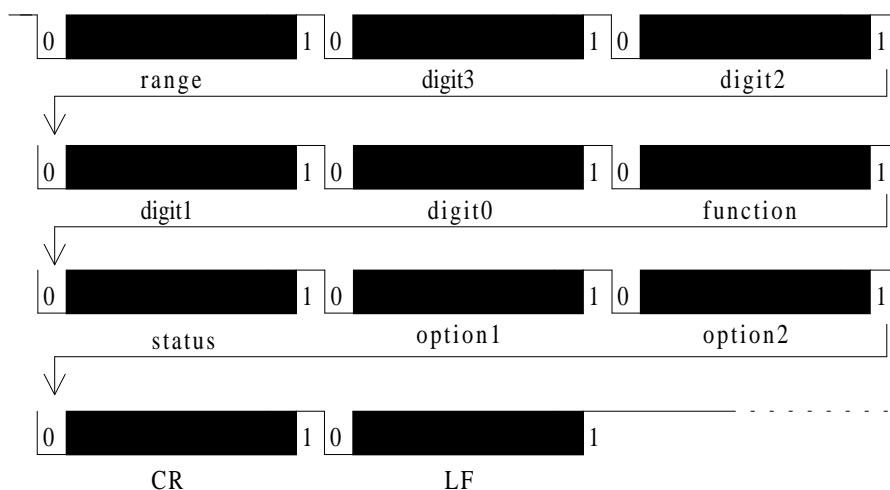 0 1 0 1 0 1
range digit3 digit2
0 1 0 1 0 1
digit1 digit0 function
0 1 0 1 0 1
status option1 option2
0 1 0 1
CR LF